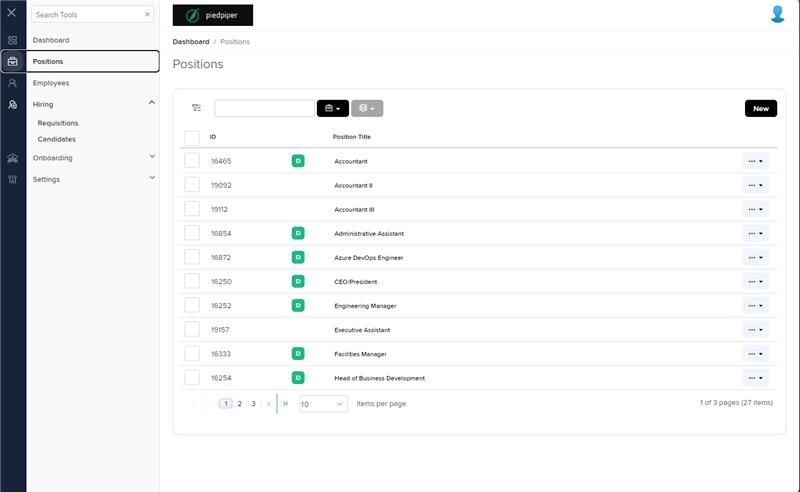 Search Tools
piedpiper
Dashboard
Positions
Employees
Hiring
Requisitions
Candidates
Onboarding
Settings
Dashboard / Positions
Positions
New
ID Position Title
16465 D Accountant
19092 Accountant II
19112 Accountant III
16854 D Administrative Assistant
16872 D Azure DevOps Engineer
16250 D CEO/President
16252 D Engineering Manager
19157 Executive Assistant
16333 D Facilities Manager
16254 D Head of Business Development
1 2 3 10 Items per page 1 of 3 pages (27 items)